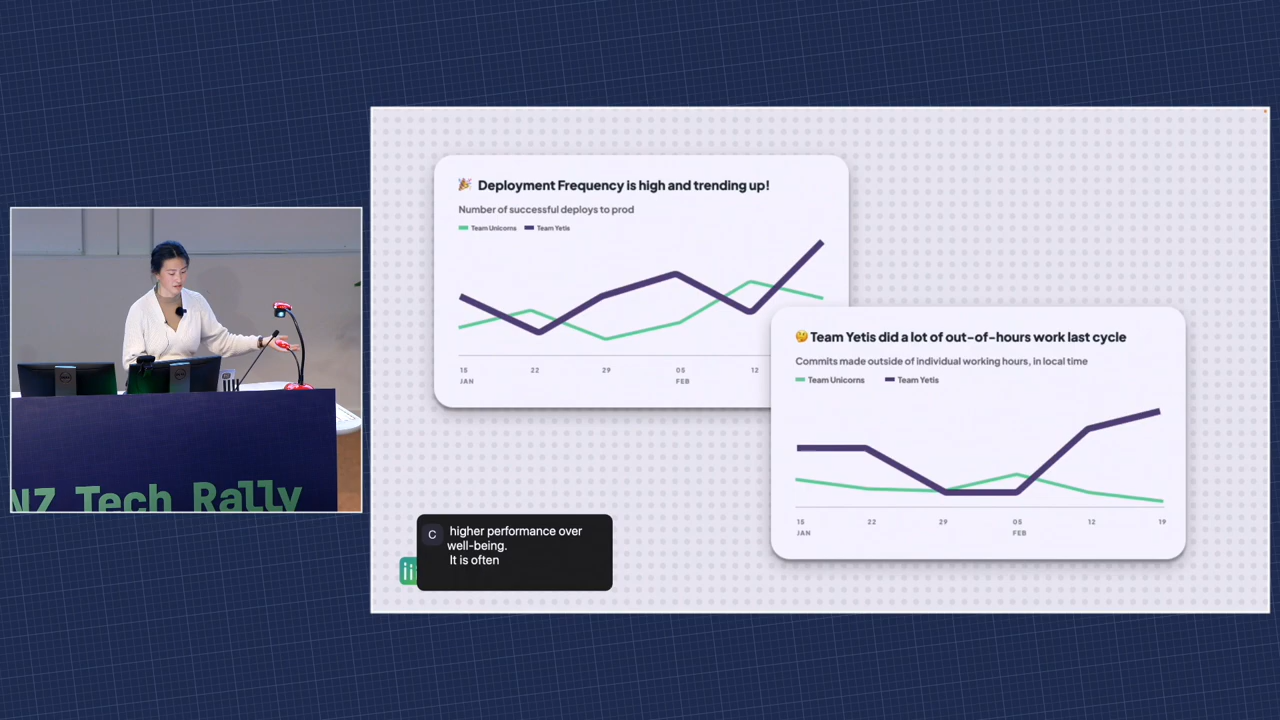 NZ Tech Rally
🎉 Deployment Frequency is high and trending up!
Number of successful deploys to prod
Team Unicorns Team Yetis
15 22 29 05 12
JAN FEB
🤔 Team Yetis did a lot of out-of-hours work last cycle
Commits made outside of individual working hours, in local time
Team Unicorns Team Yetis
15 22 29 05 12 19
JAN FEB
C higher performance over
well-being.
It is often